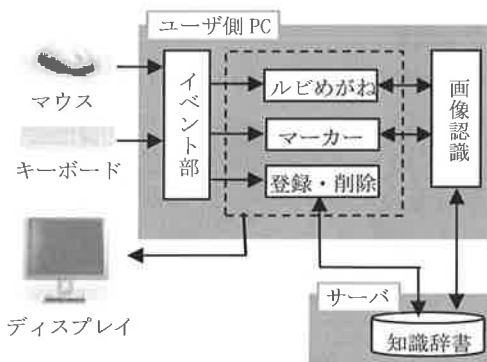 ユーザ側 PC
マウス
キーボード
ディスプレイ
イベント部
ルビめがね
マーカー
登録・削除
画像認識
サーバ
知識辞書